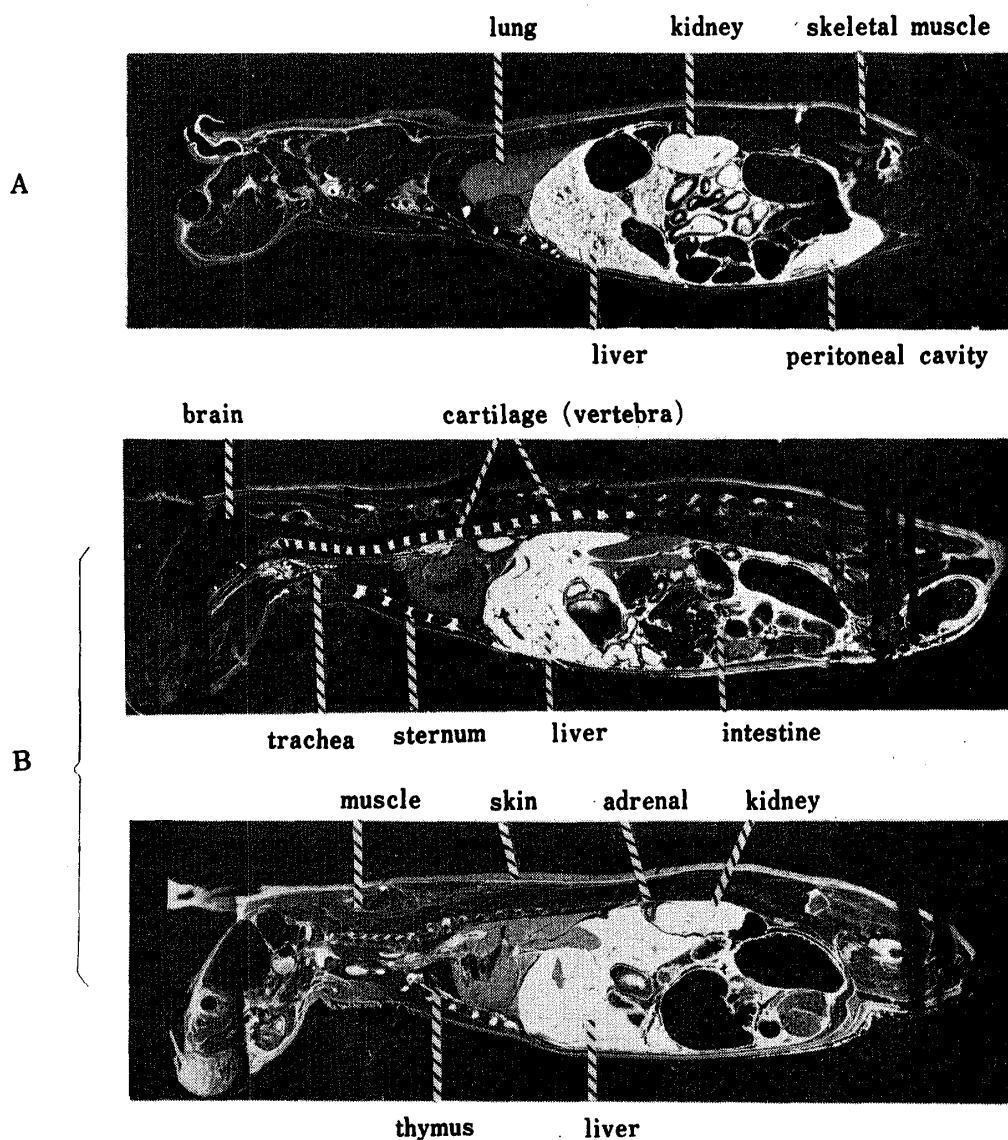 lung kidney skeletal muscle
A
liver peritoneal cavity
brain cartilage (vertebra)
trachea sternum liver intestine
B
muscle skin adrenal kidney
thymus liver